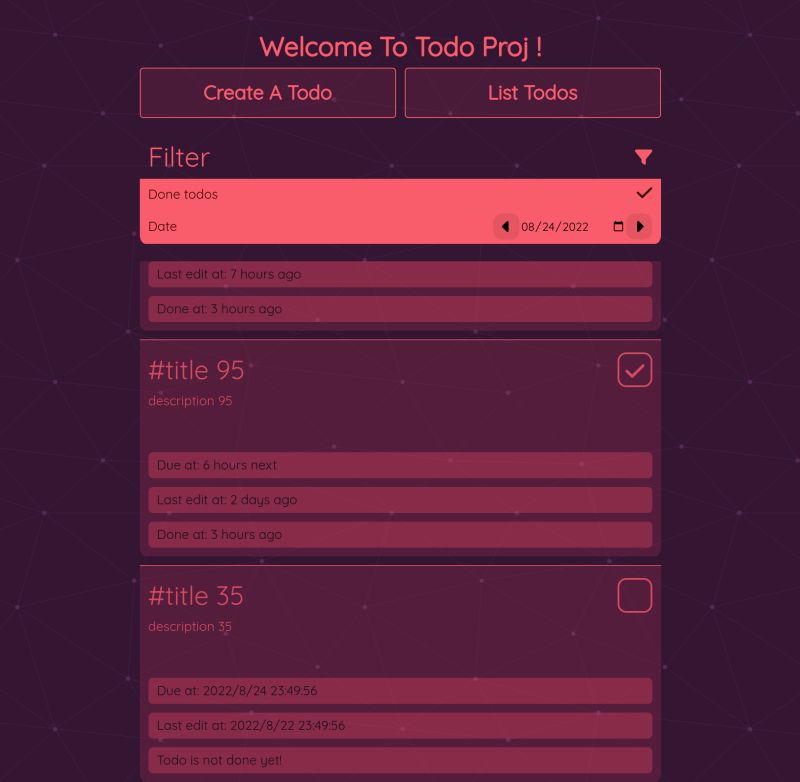 Welcome To Todo Proj !
Create A Todo
List Todos
Filter
Done todos
Date
08/24/2022
Last edit at: 7 hours ago
Done at: 3 hours ago
#title 95
description 95
Due at: 6 hours next
Last edit at: 2 days ago
Done at: 3 hours ago
#title 35
description 35
Due at: 2022/8/24 23:49:56
Last edit at: 2022/8/22 23:49:56
Todo is not done yet!